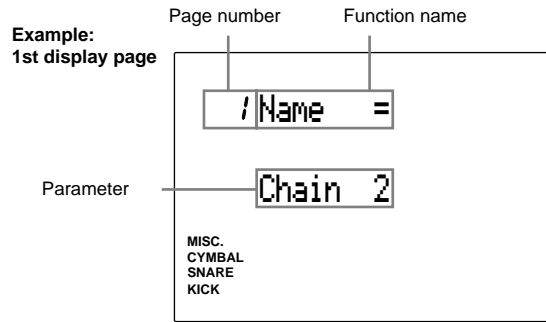 Page number Function name
Example:
1st display page
1 Name =
Parameter
Chain 2
MISC.
CYMBAL
SNARE
KICK